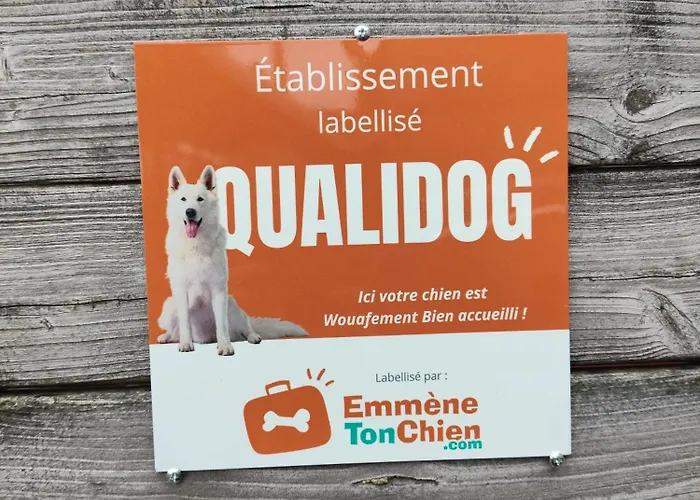 Établissement
labellisé
QUALIDOG
Ici votre chien est
Wouafement Bien accueilli !
Labellisé par :
Emmène
TonChien
.com